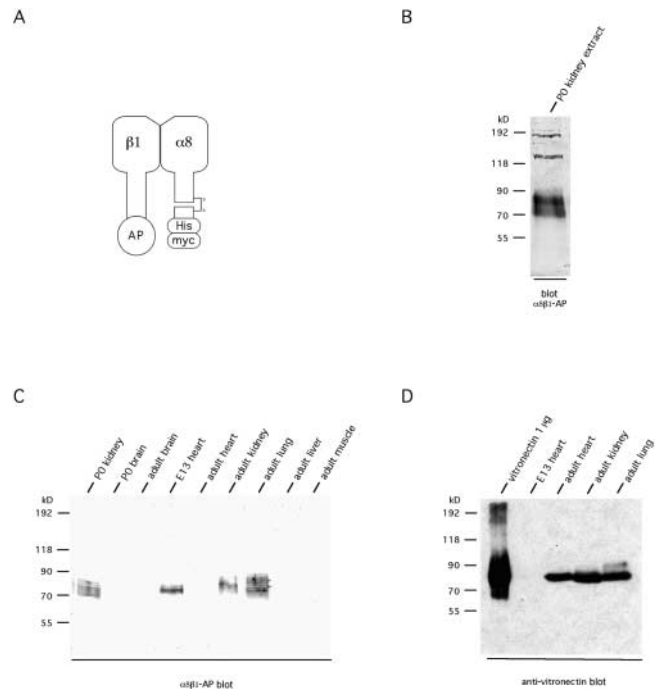 A
β1
α8
AP
His
myc
B
P0 kidney extract
kD
192
118
90
70
55
blot
α8β1-AP
C
P0 kidney
P0 brain
adult brain
E13 heart
adult heart
adult kidney
adult lung
adult liver
adult muscle
kD
192
118
90
70
55
α8β1-AP blot
D
vitronectin 1 μg
E13 heart
adult heart
adult kidney
adult lung
kD
192
118
90
70
55
anti-vitronectin blot